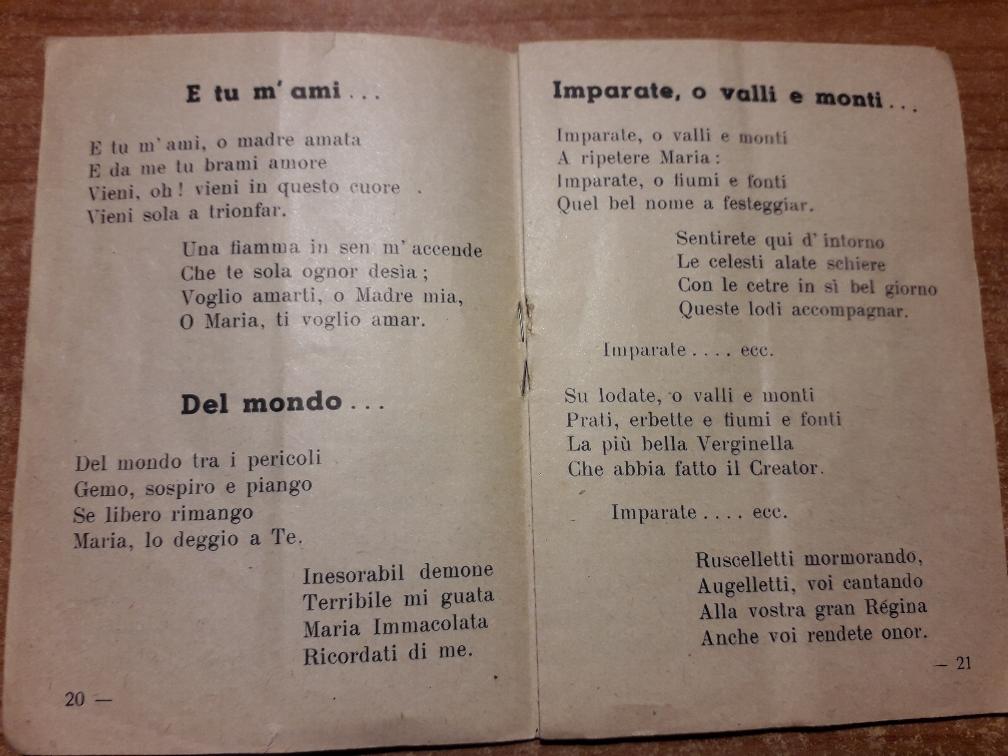 E tu m' ami . . .
E tu m' ami, o madre amata
E da me tu brami amore
Vieni, oh ! vieni in questo cuore .
Vieni sola a trionfar.
Una fiamma in sen m' accende
Che te sola ognor desìa ;
Voglio amarti, o Madre mia,
O Maria, ti voglio amar.
Del mondo . . .
Del mondo tra i pericoli
Gemo, sospiro e piango
Se libero rimango
Maria, lo deggio a Te.
Inesorabil demone
Terribile mi guata
Maria Immacolata
Ricordati di me.
20 —
Imparate, o valli e monti . . .
Imparate, o valli e monti
A ripetere Maria :
Imparate, o fiumi e fonti
Quel bel nome a festeggiar.
Sentirete qui d' intorno
Le celesti alate schiere
Con le cetre in sì bel giorno
Queste lodi accompagnar.
Imparate . . . . ecc.
Su lodate, o valli e monti
Prati, erbette e fiumi e fonti
La più bella Verginella
Che abbia fatto il Creator.
Imparate . . . . ecc.
Ruscelletti mormorando,
Augelletti, voi cantando
Alla vostra gran Régina
Anche voi rendete onor.
— 21